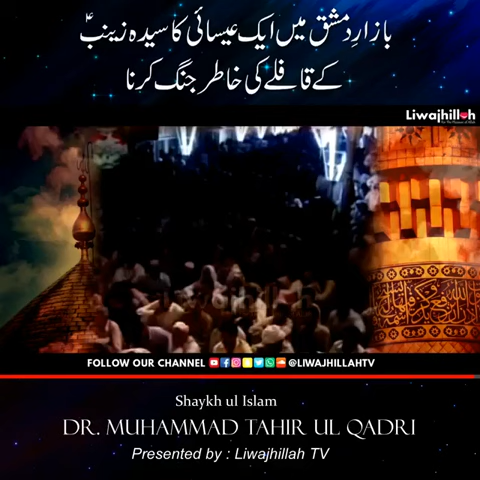 بازارِ دمشق میں ایک عیسائی کا سیدہ زینبؑ
کے قافلے کی خاطر جنگ کرنا
Liwajhillah
Liwajhillah
FOLLOW OUR CHANNEL @LIWAJHILLAHTV
Shaykh ul Islam
DR. MUHAMMAD TAHIR UL QADRI
Presented by : Liwajhillah TV